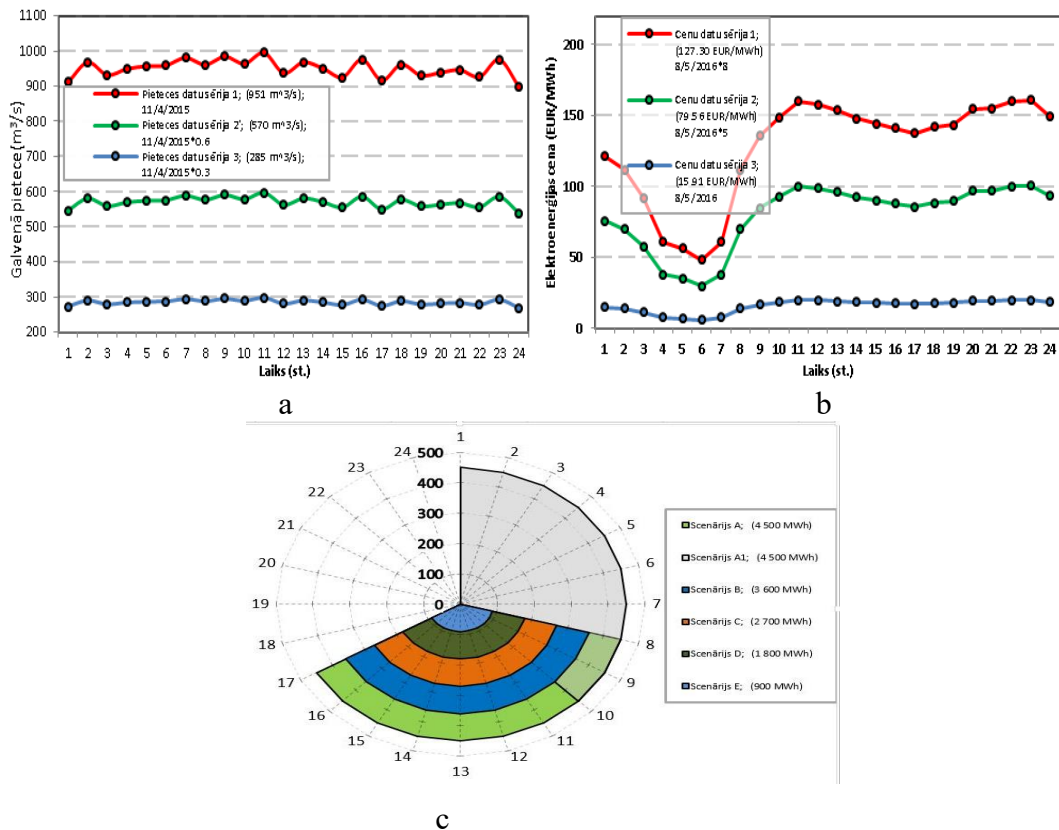 1100
1000
900
800
700
600
500
400
300
200
Galvenā pietece (m³/s)
Pieteces datu sērija 1; (951 m^3/s);
11/4/2015
Pieteces datu sērija 2'; (570 m^3/s);
11/4/2015*0.6
Pieteces datu sērija 3; (285 m^3/s);
11/4/2015*0.3
1 2 3 4 5 6 7 8 9 10 11 12 13 14 15 16 17 18 19 20 21 22 23 24
Laiks (st.)
a
200
150
100
50
0
Elektroenerģijas cena (EUR/MWh)
Cenu datu sērija 1;
(127.30 EUR/MWh)
8/5/2016*8
Cenu datu sērija 2;
(79.56 EUR/MWh)
8/5/2016*5
Cenu datu sērija 3;
(15.91 EUR/MWh)
8/5/2016
1 2 3 4 5 6 7 8 9 10 11 12 13 14 15 16 17 18 19 20 21 22 23 24
Laiks (st.)
b
500
400
300
200
100
0
1
2
3
4
5
6
7
8
9
10
11
12
13
14
15
16
17
18
19
20
21
22
23
24
Scenārijs A; (4 500 MWh)
Scenārijs A1; (4 500 MWh)
Scenārijs B; (3 600 MWh)
Scenārijs C; (2 700 MWh)
Scenārijs D; (1 800 MWh)
Scenārijs E; (900 MWh)
c